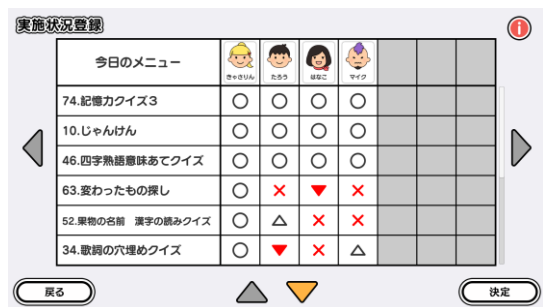 実施状況登録
今日のメニュー
きゃさりん たろう はなこ マイク
74.記憶力クイズ3 ○ ○ ○ ○
10.じゃんけん ○ ○ ○ ○
46.四字熟語意味あてクイズ ○ ○ ○ ○
63.変わったもの探し ○ × ▼ ×
52.果物の名前 漢字の読みクイズ ○ △ × ×
34.歌詞の穴埋めクイズ ○ ▼ × △
戻る
決定